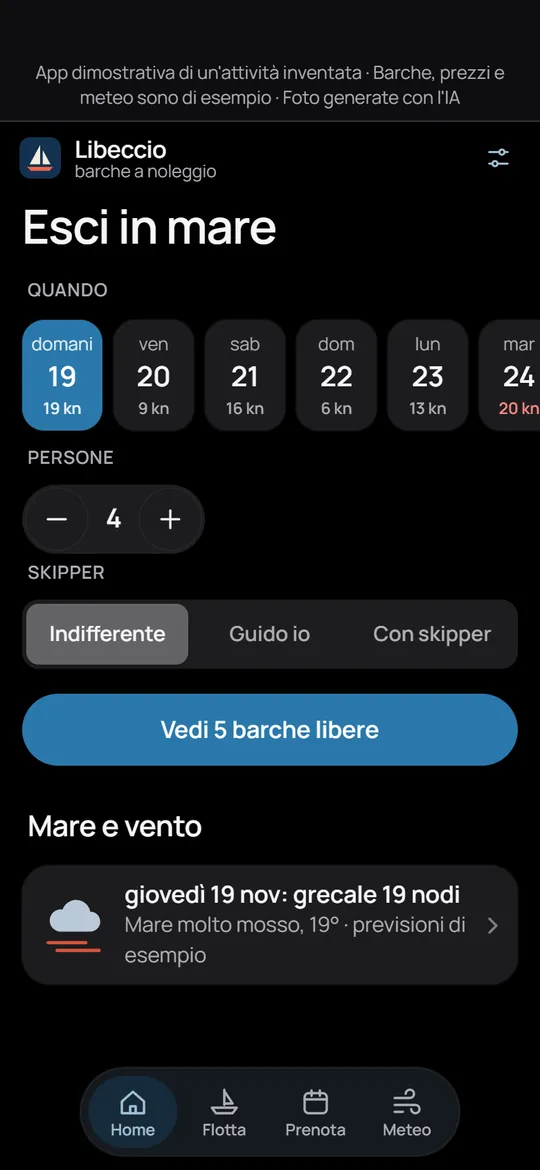 App dimostrativa di un'attività inventata · Barche, prezzi e
meteo sono di esempio · Foto generate con l'IA
Libeccio
barche a noleggio
Esci in mare
QUANDO
domani
19
19 kn
ven
20
9 kn
sab
21
16 kn
dom
22
6 kn
lun
23
13 kn
mar
24
20 kn
PERSONE
4
SKIPPER
Indifferente
Guido io
Con skipper
Vedi 5 barche libere
Mare e vento
giovedì 19 nov: grecale 19 nodi
Mare molto mosso, 19° · previsioni di
esempio
Home
Flotta
Prenota
Meteo